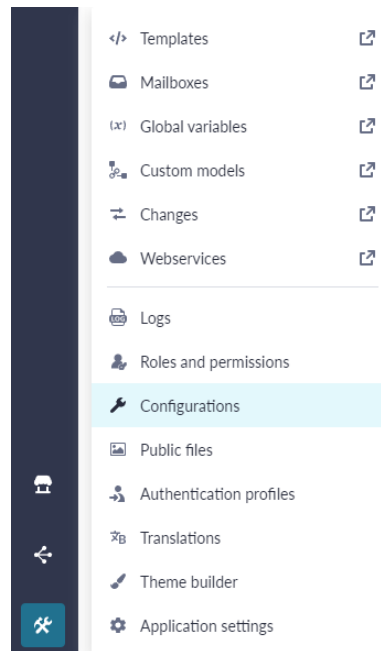 Templates
Mailboxes
(x) Global variables
Custom models
Changes
Webservices
LOG Logs
Roles and permissions
Configurations
Public files
Authentication profiles
Translations
Theme builder
Application settings